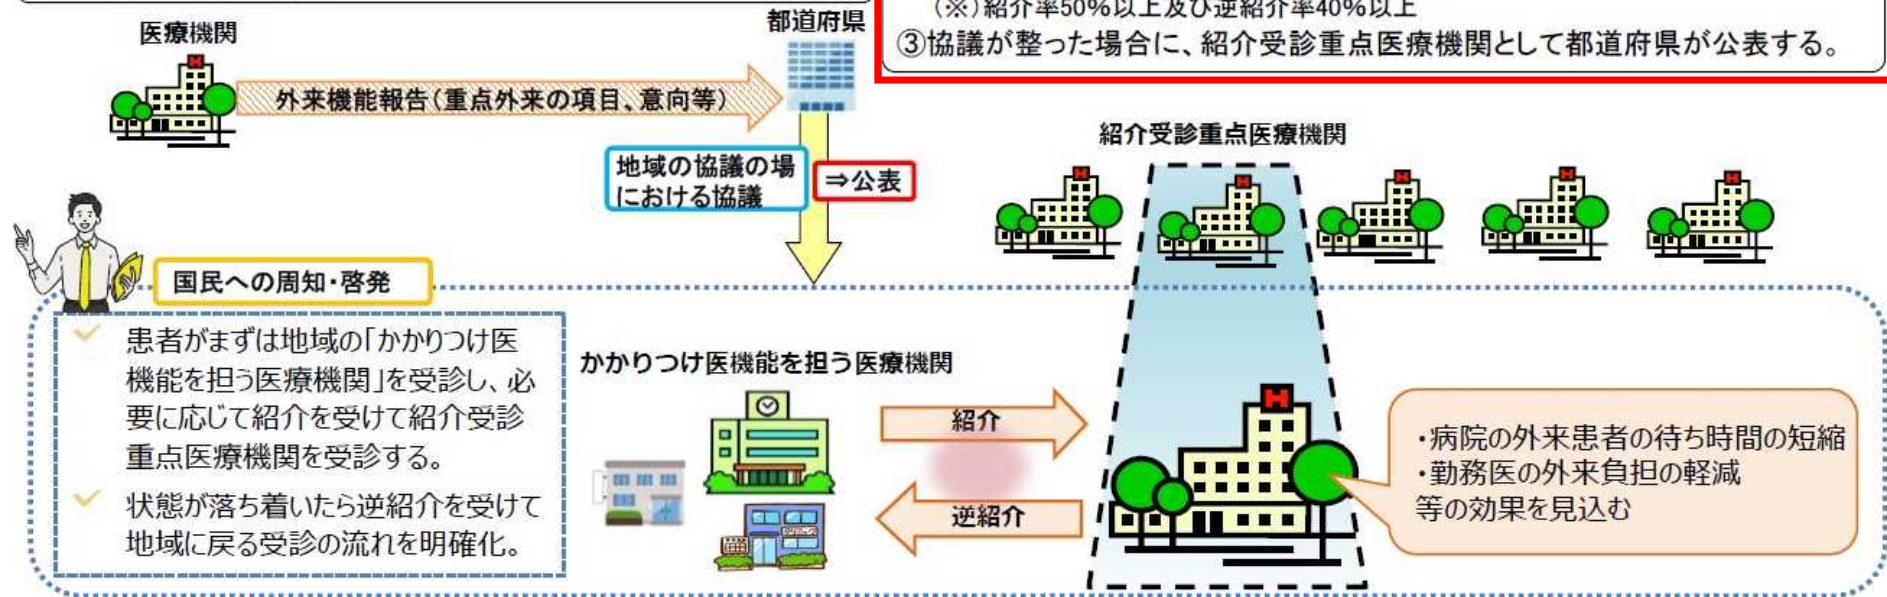 (※)紹介率50%以上及び逆紹介率40%以上
③協議が整った場合に、紹介受診重点医療機関として都道府県が公表する。
医療機関
都道府県
外来機能報告(重点外来の項目、意向等)
地域の協議の場
における協議
⇒公表
紹介受診重点医療機関
国民への周知・啓発
患者がまずは地域の「かかりつけ医
機能を担う医療機関」を受診し、必
要に応じて紹介を受けて紹介受診
重点医療機関を受診する。
状態が落ち着いたら逆紹介を受けて
地域に戻る受診の流れを明確化。
かかりつけ医機能を担う医療機関
紹介
逆紹介
・病院の外来患者の待ち時間の短縮
・勤務医の外来負担の軽減
等の効果を見込む